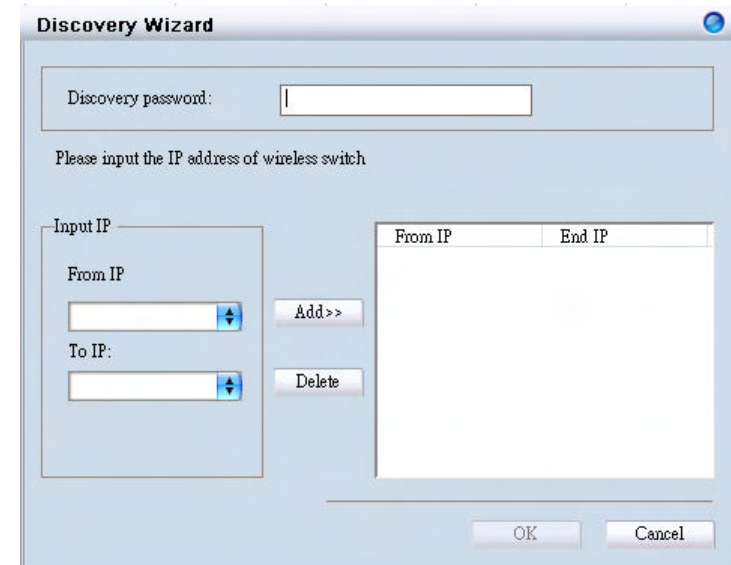 Discovery Wizard
Discovery password:
Please input the IP address of wireless switch
Input IP
From IP
To IP:
Add>>
Delete
From IP End IP
OK Cancel